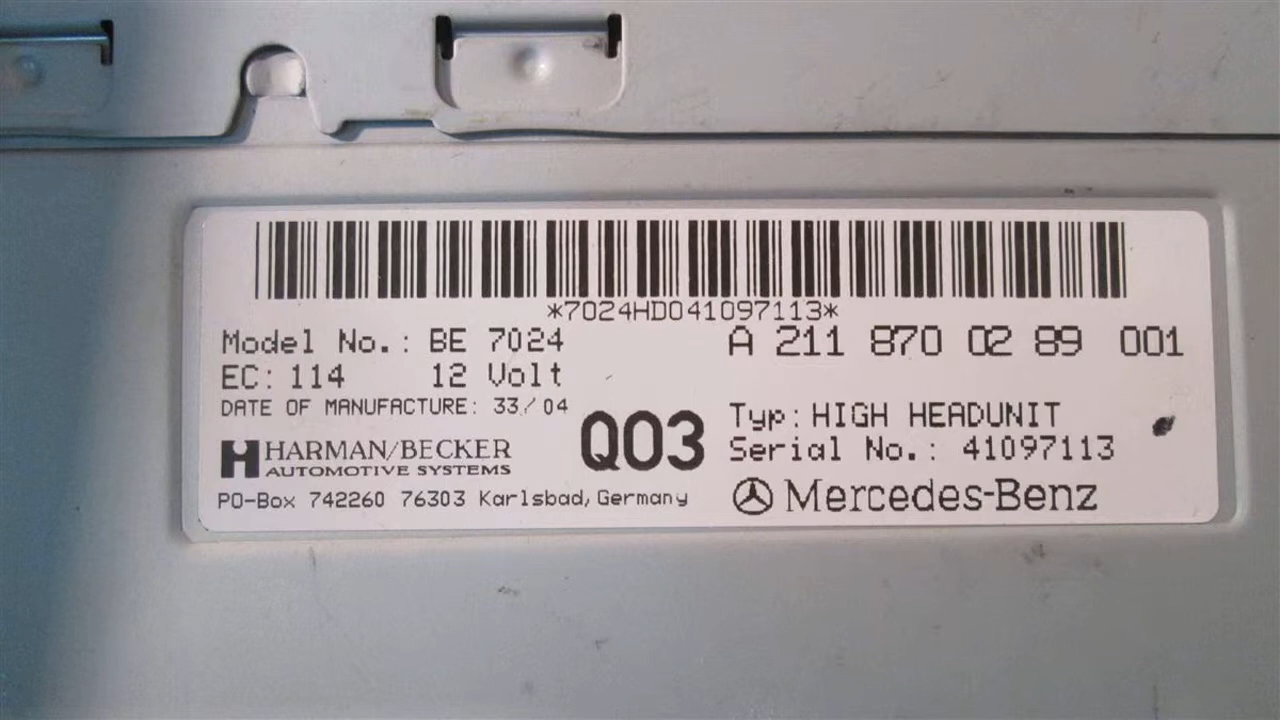 *7024HD041097113*
Model No.: BE 7024
A 211 870 02 89 001
EC: 114 12 Volt
DATE OF MANUFACTURE: 33/04
Q03
Typ: HIGH HEADUNIT
Serial No.: 41097113
HARMAN/BECKER
AUTOMOTIVE SYSTEMS
PO-Box 742260 76303 Karlsbad, Germany
Mercedes-Benz